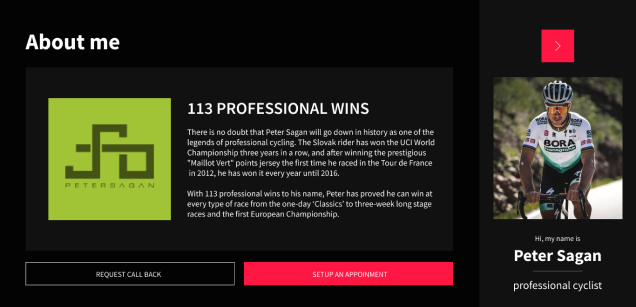 About me
113 PROFESSIONAL WINS
There is no doubt that Peter Sagan will go down in history as one of the
legends of professional cycling. The Slovak rider has won the UCI World
Championship three years in a row, and after winning the prestigious
"Maillot Vert" points jersey the first time he raced in the Tour de France
in 2012, he has won it every year until 2016.
With 113 professional wins to his name, Peter has proved he can win at
every type of race from the one-day ‘Classics’ to three-week long stage
races and the first European Championship.
PETERSAGAN
REQUEST CALL BACK
SETUP AN APPOINMENT
BORA
Hi, my name is
Peter Sagan
professional cyclist